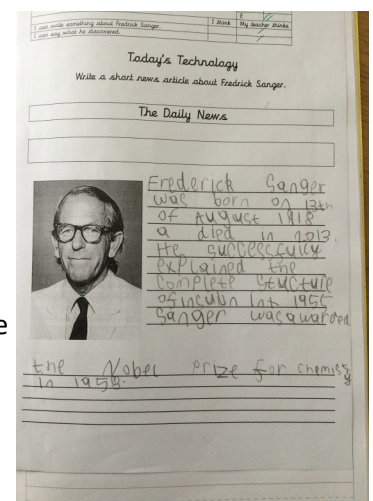 E
I can write something about Fredrick Sanger. I think My teacher thinks
I can say what he discovered.
Today's Technology
Write a short news article about Fredrick Sanger.
The Daily News
Frederick Sanger
was born on 13th
of August 1918
a died in 2013.
He successfully
explained the
complete structure
of insulin int 1955
Sanger was awarded
e
the Nobel prize for chemisty
in 1958.